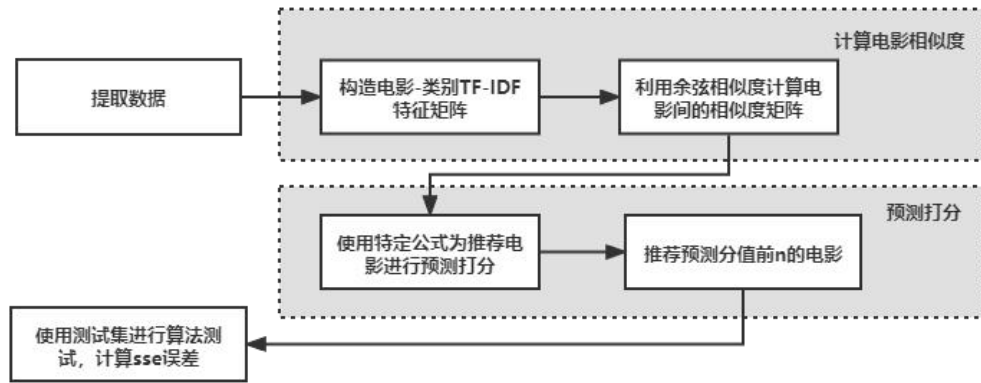 计算电影相似度
提取数据
构造电影-类别TF-IDF
特征矩阵
利用余弦相似度计算电
影间的相似度矩阵
预测打分
使用特定公式为推荐电
影进行预测打分
推荐预测分值前n的电影
使用测试集进行算法测
试，计算sse误差